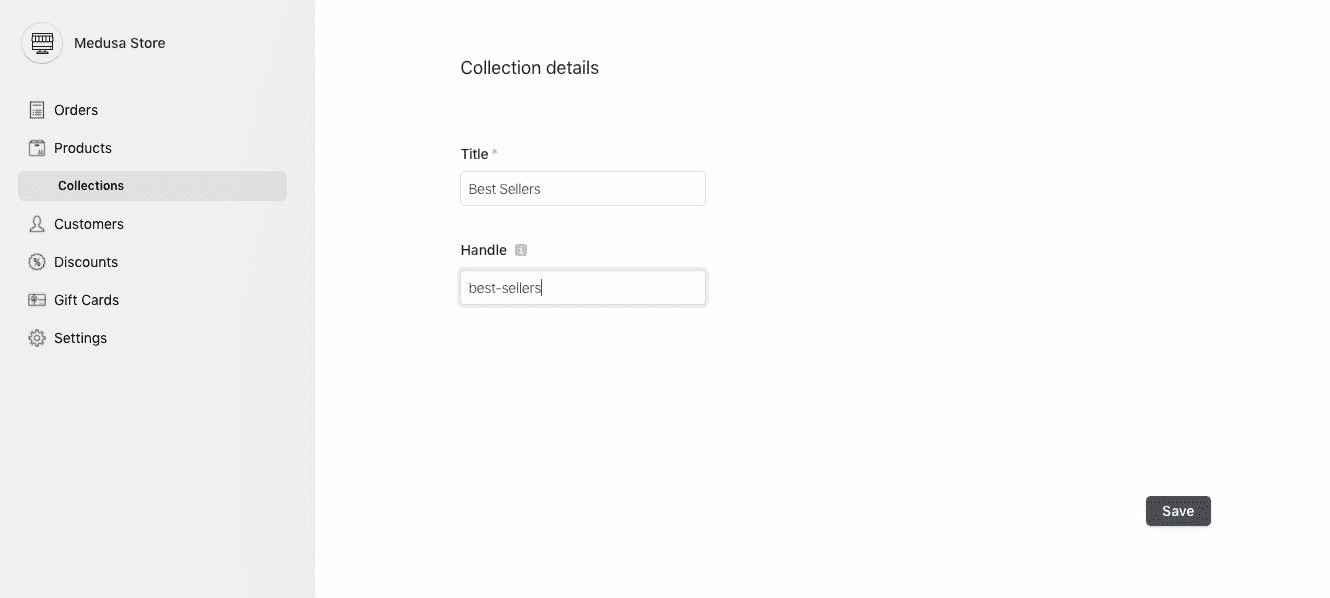 Medusa Store
Orders
Products
Collections
Customers
Discounts
Gift Cards
Settings
Collection details
Title *
Best Sellers
Handle
best-sellers
Save